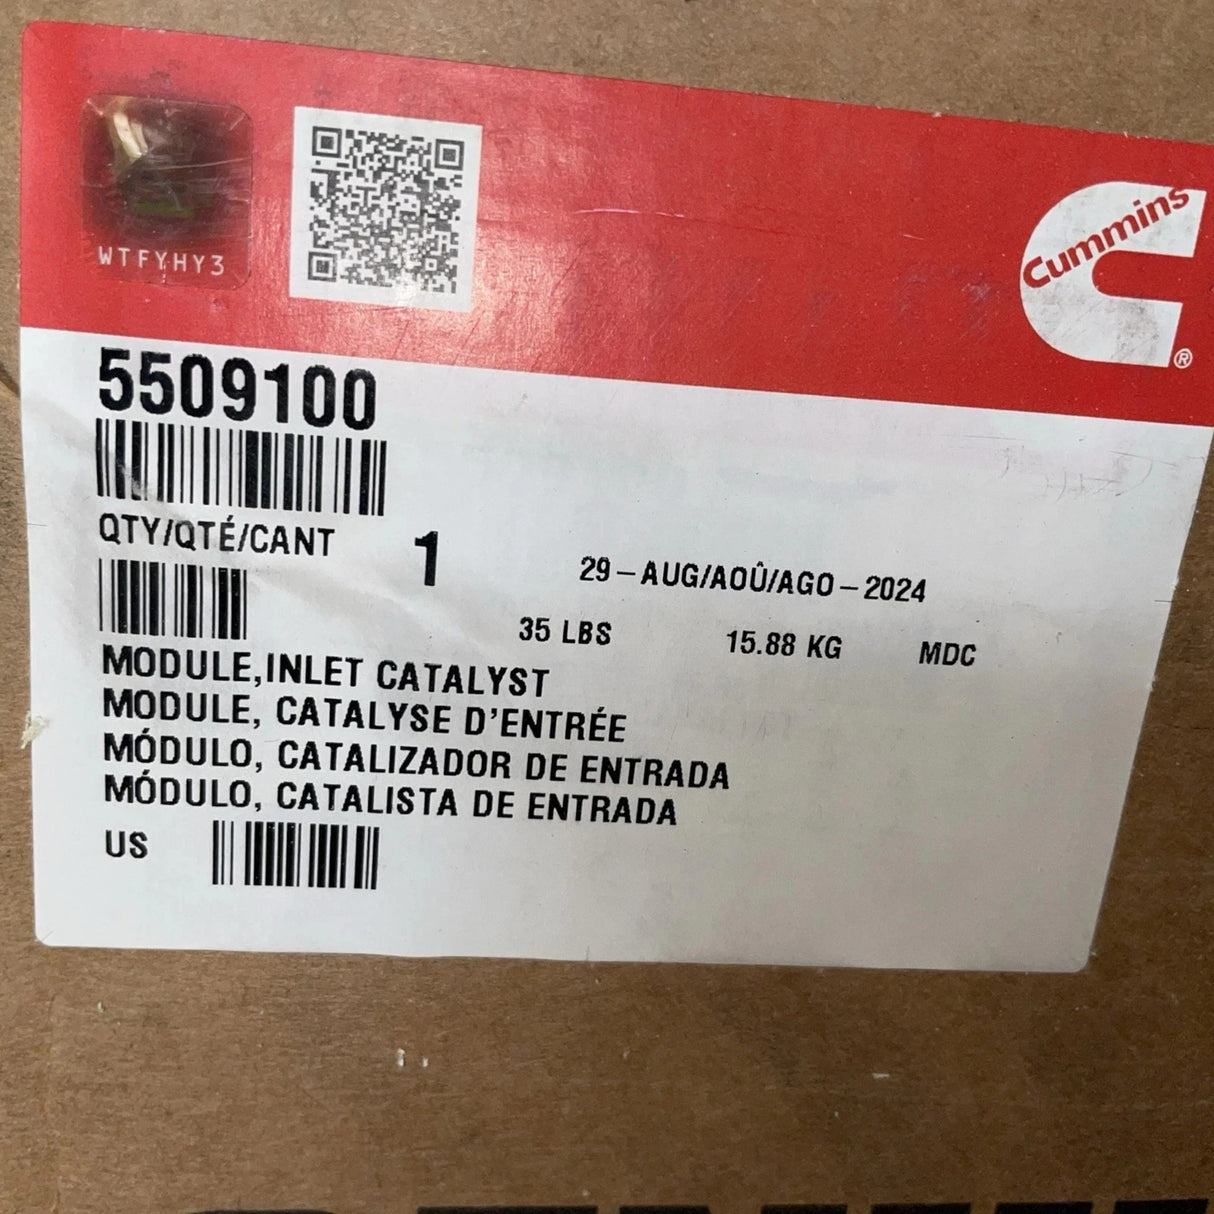 WTFYHY3
Cummins
®
5509100
QTY/QTÉ/CANT 1
29-AUG/AOÛ/AGO-2024
35 LBS 15.88 KG MDC
MODULE,INLET CATALYST
MODULE, CATALYSE D'ENTRÉE
MÓDULO, CATALIZADOR DE ENTRADA
MÓDULO, CATALISTA DE ENTRADA
US